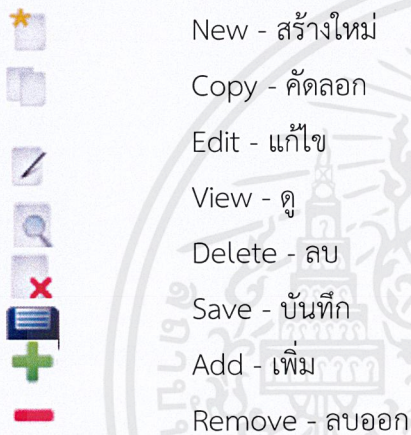 New - สร้างใหม่
Copy - คัดลอก
Edit - แก้ไข
View - ดู
Delete - ลบ
Save - บันทึก
Add - เพิ่ม
Remove - ลบออก